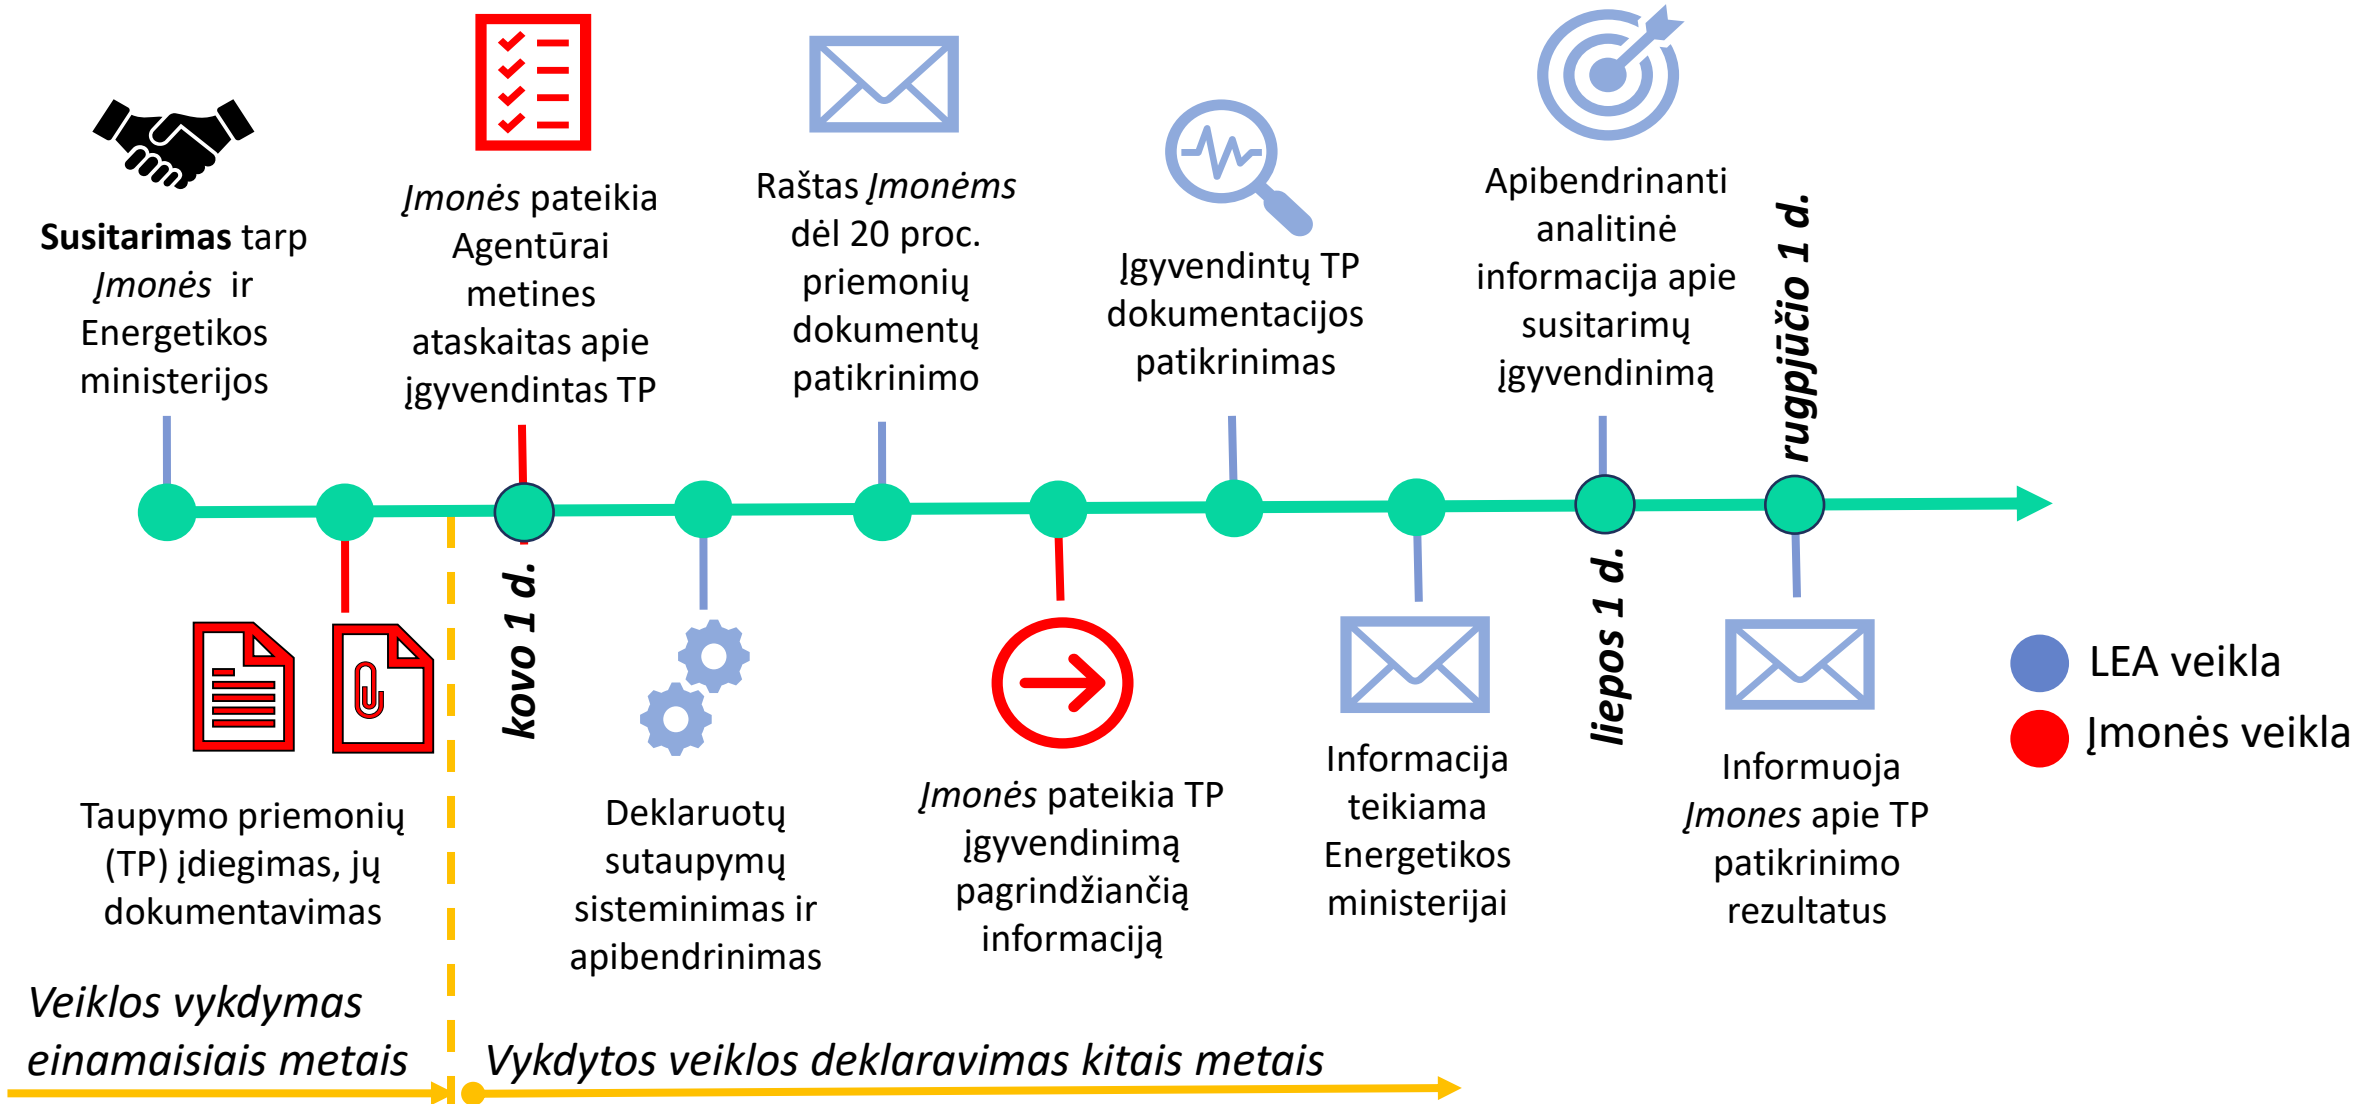 Susitarimas tarp
Įmonės ir
Energetikos
ministerijos
Įmonės pateikia
Agentūrai
metines
ataskaitas apie
įgyvendintas TP
Raštas Įmonėms
dėl 20 proc.
priemonių
dokumentų
patikrinimo
Įgyvendintų TP
dokumentacijos
patikrinimas
Apibendrinanti
analitinė
informacija apie
susitarimų
įgyvendinimą
rugpjūčio 1 d.
kovo 1 d.
liepos 1 d.
Taupymo priemonių
(TP) įdiegimas, jų
dokumentavimas
Deklaruotų
sutaupymų
sisteminimas ir
apibendrinimas
Įmonės pateikia TP
įgyvendinimą
pagrindžiančią
informaciją
Informacija
teikiama
Energetikos
ministerijai
Informuoja
Įmones apie TP
patikrinimo
rezultatus
LEA veikla
Įmonės veikla
Veiklos vykdymas
einamaisiais metais
Vykdytos veiklos deklaravimas kitais metais